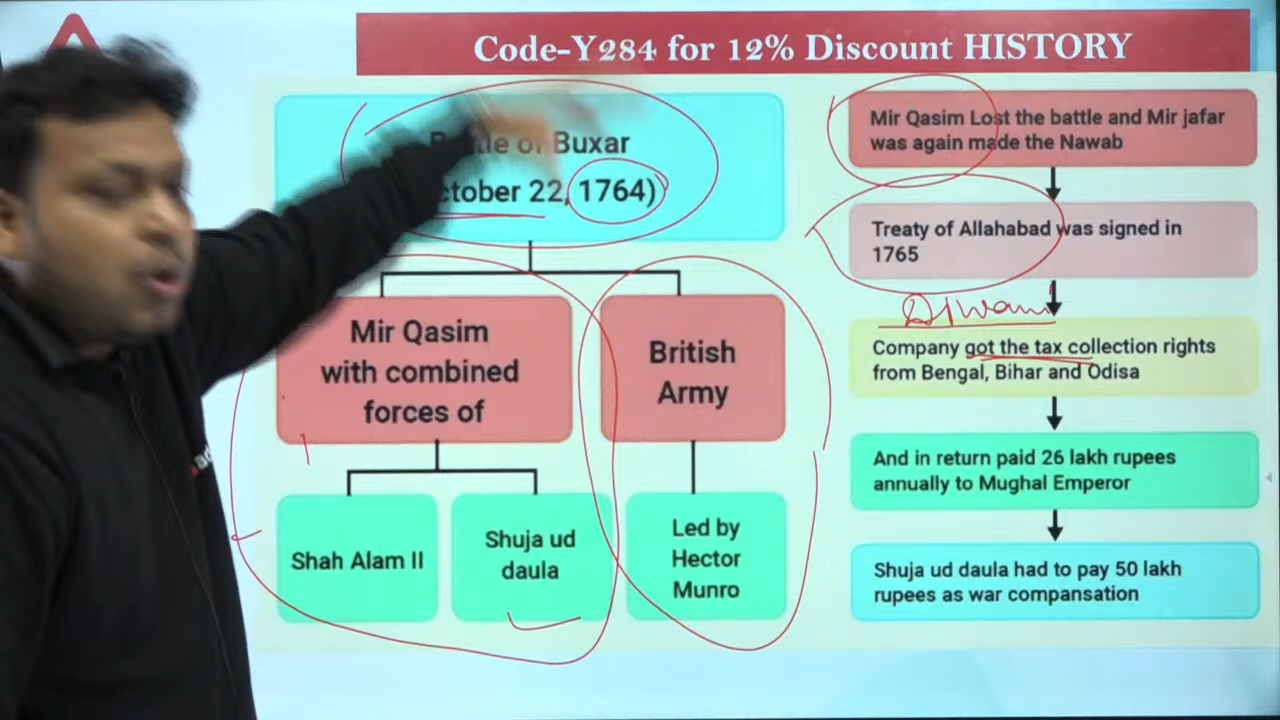 Code-Y284 for 12% Discount HISTORY
Buxar
22, 1764)
Mir Qasim
with combined
forces of
British
Army
Shah Alam II
Shuja ud
daula
Led by
Hector
Munro
Mir Qasim Lost the battle and Mir jafar
was again made the Nawab
Treaty of Allahabad was signed in
1765
Diwani
Company got the tax collection rights
from Bengal, Bihar and Odisa
And in return paid 26 lakh rupees
annually to Mughal Emperor
Shuja ud daula had to pay 50 lakh
rupees as war compansation